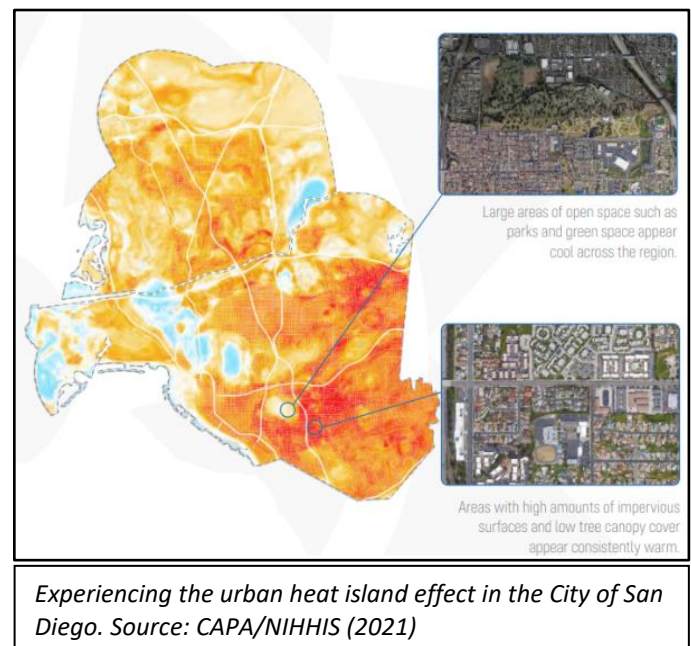 Large areas of open space such as
parks and green space appear
cool across the region.
Areas with high amounts of impervious
surfaces and low tree canopy cover
appear consistently warm.
Experiencing the urban heat island effect in the City of San
Diego. Source: CAPA/NIHHIS (2021)